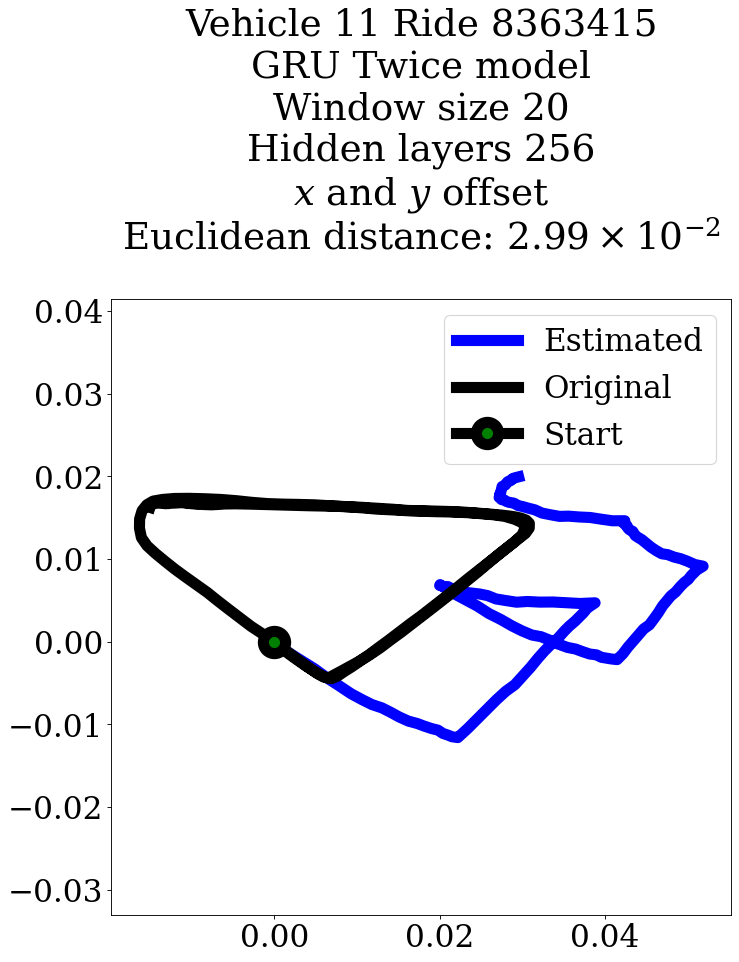 Vehicle 11 Ride 8363415
GRU Twice model
Window size 20
Hidden layers 256
x and y offset
Euclidean distance: 2.99 × 10⁻²
0.04
0.03
0.02
0.01
0.00
−0.01
−0.02
−0.03
Estimated
Original
Start
0.00 0.02 0.04